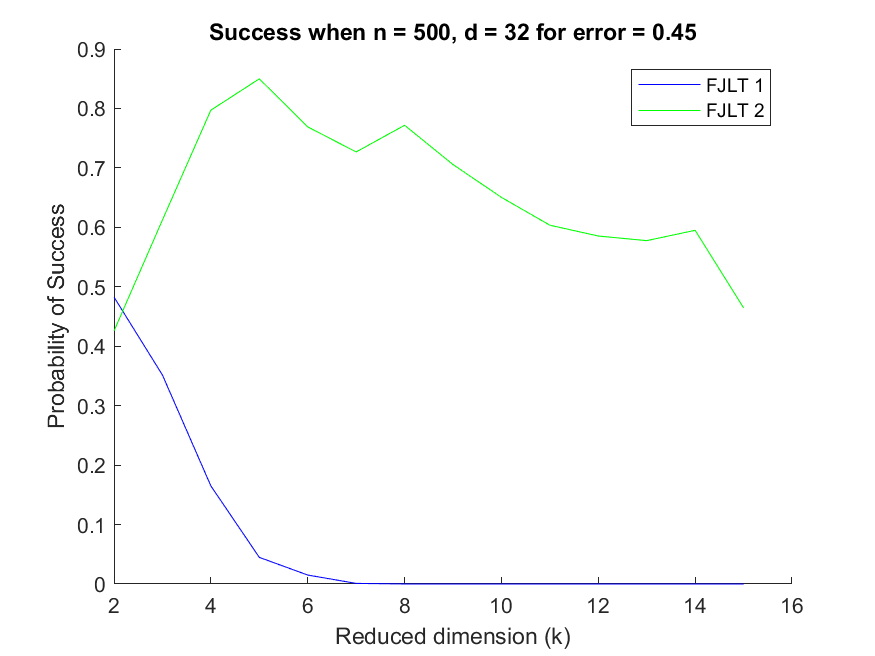 Success when n = 500, d = 32 for error = 0.45
FJLT 1
FJLT 2
Probability of Success
0.9
0.8
0.7
0.6
0.5
0.4
0.3
0.2
0.1
0
2 4 6 8 10 12 14 16
Reduced dimension (k)